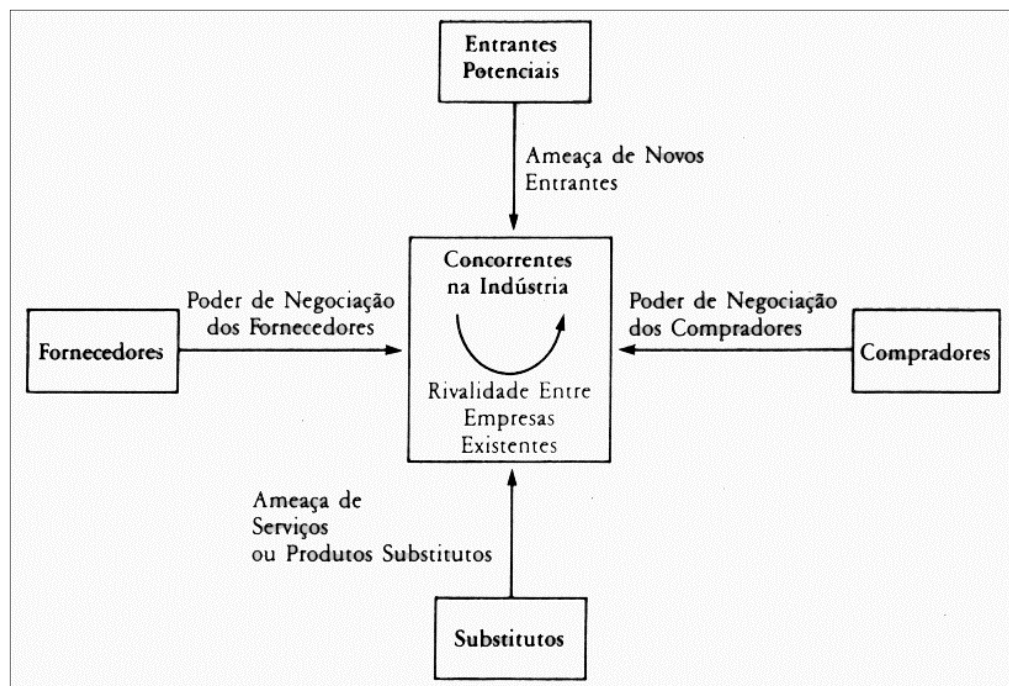 Entrantes
Potenciais
Ameaça de Novos
Entrantes
Concorrentes
na Indústria
Poder de Negociação
dos Fornecedores
Poder de Negociação
dos Compradores
Fornecedores
Compradores
Rivalidade Entre
Empresas
Existentes
Ameaça de
Serviços
ou Produtos Substitutos
Substitutos